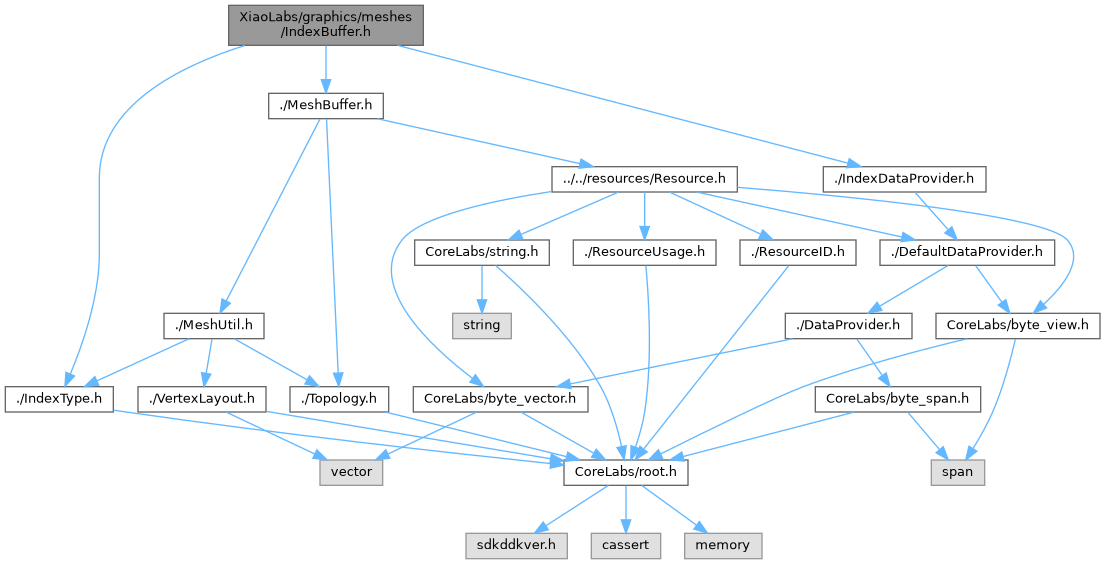 XiaoLabs/graphics/meshes
/IndexBuffer.h
./MeshBuffer.h
../../resources/Resource.h
./IndexDataProvider.h
CoreLabs/string.h
./ResourceUsage.h
./ResourceID.h
./DefaultDataProvider.h
string
./MeshUtil.h
./DataProvider.h
CoreLabs/byte_view.h
./IndexType.h
./VertexLayout.h
./Topology.h
CoreLabs/byte_vector.h
CoreLabs/byte_span.h
vector
CoreLabs/root.h
span
sdkddkver.h
cassert
memory